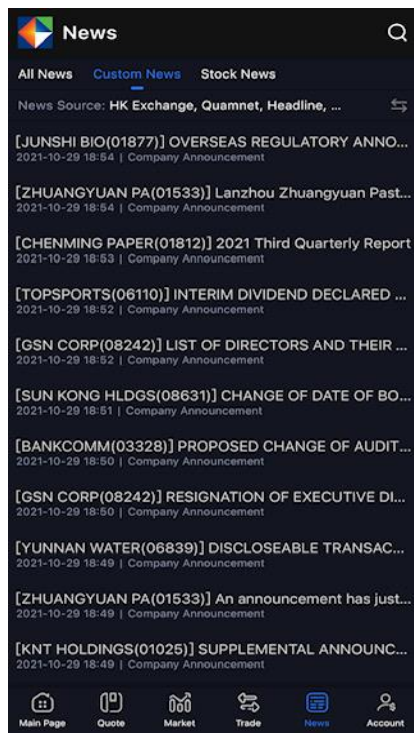 News
All News Custom News Stock News
News Source: HK Exchange, Quamnet, Headline, ...
[JUNSHI BIO(01877)] OVERSEAS REGULATORY ANNO...
2021-10-29 18:54 | Company Announcement
[ZHUANGYUAN PA(01533)] Lanzhou Zhuangyuan Past...
2021-10-29 18:54 | Company Announcement
[CHENMING PAPER(01812)] 2021 Third Quarterly Report
2021-10-29 18:53 | Company Announcement
[TOPSPORTS(06110)] INTERIM DIVIDEND DECLARED ...
2021-10-29 18:52 | Company Announcement
[GSN CORP(08242)] LIST OF DIRECTORS AND THEIR ...
2021-10-29 18:52 | Company Announcement
[SUN KONG HLDGS(08631)] CHANGE OF DATE OF BO...
2021-10-29 18:51 | Company Announcement
[BANKCOMM(03328)] PROPOSED CHANGE OF AUDIT...
2021-10-29 18:50 | Company Announcement
[GSN CORP(08242)] RESIGNATION OF EXECUTIVE DI...
2021-10-29 18:50 | Company Announcement
[YUNNAN WATER(06839)] DISCLOSEABLE TRANSAC...
2021-10-29 18:49 | Company Announcement
[ZHUANGYUAN PA(01533)] An announcement has just...
2021-10-29 18:49 | Company Announcement
[KNT HOLDINGS(01025)] SUPPLEMENTAL ANNOUNC...
2021-10-29 18:49 | Company Announcement
Main Page Quote Market Trade News Account